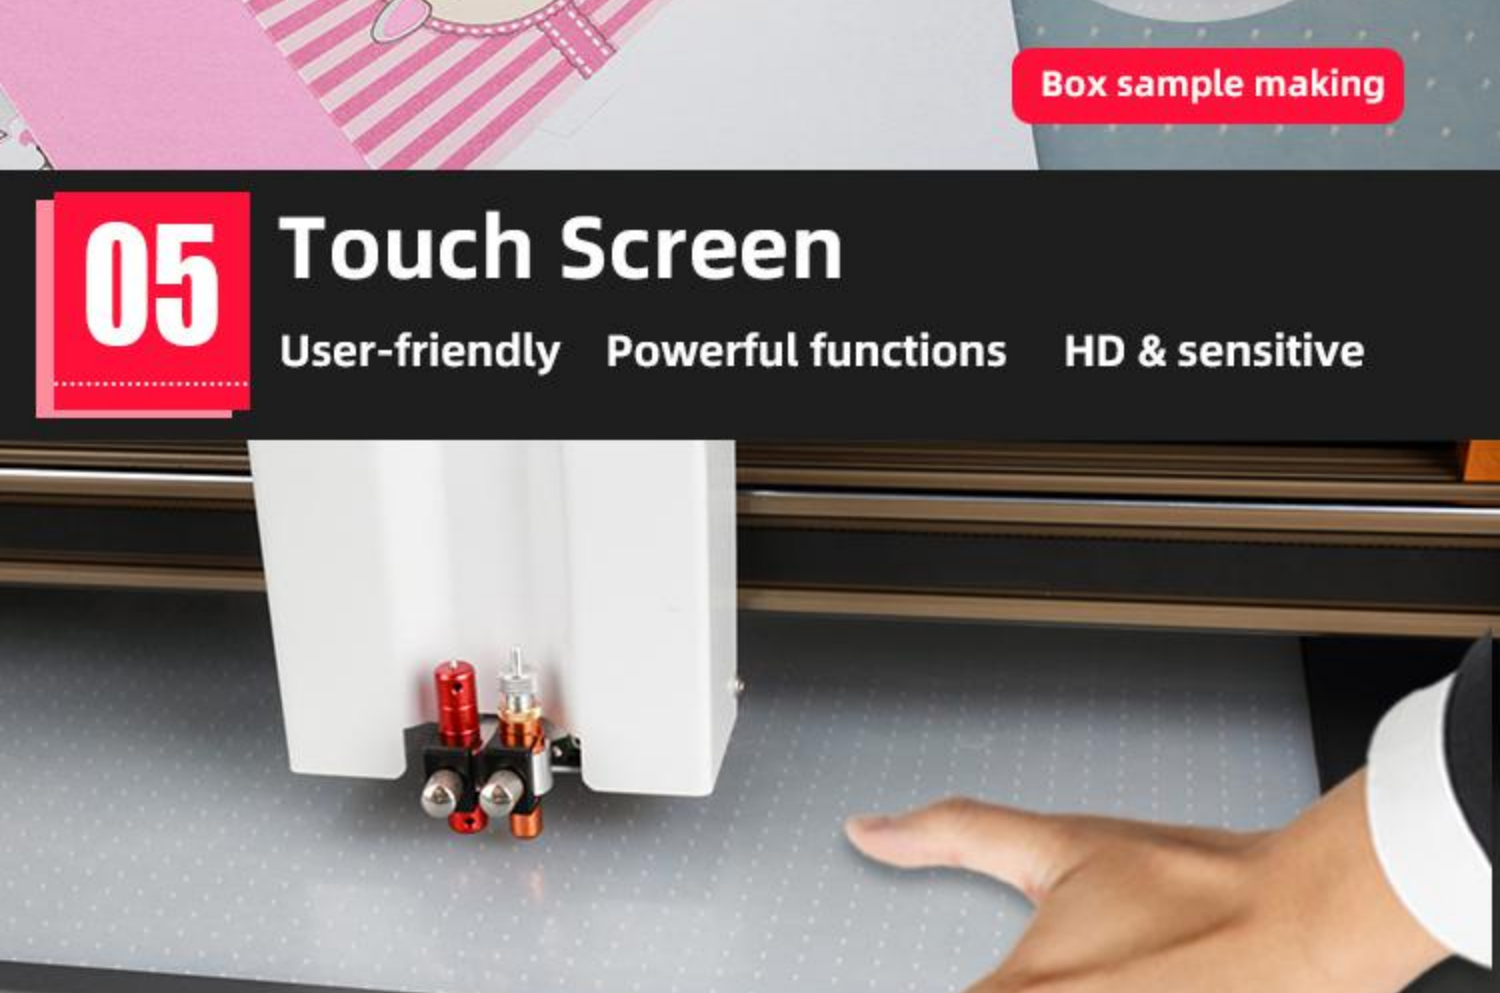 Box sample making
05
Touch Screen
User-friendly Powerful functions HD & sensitive